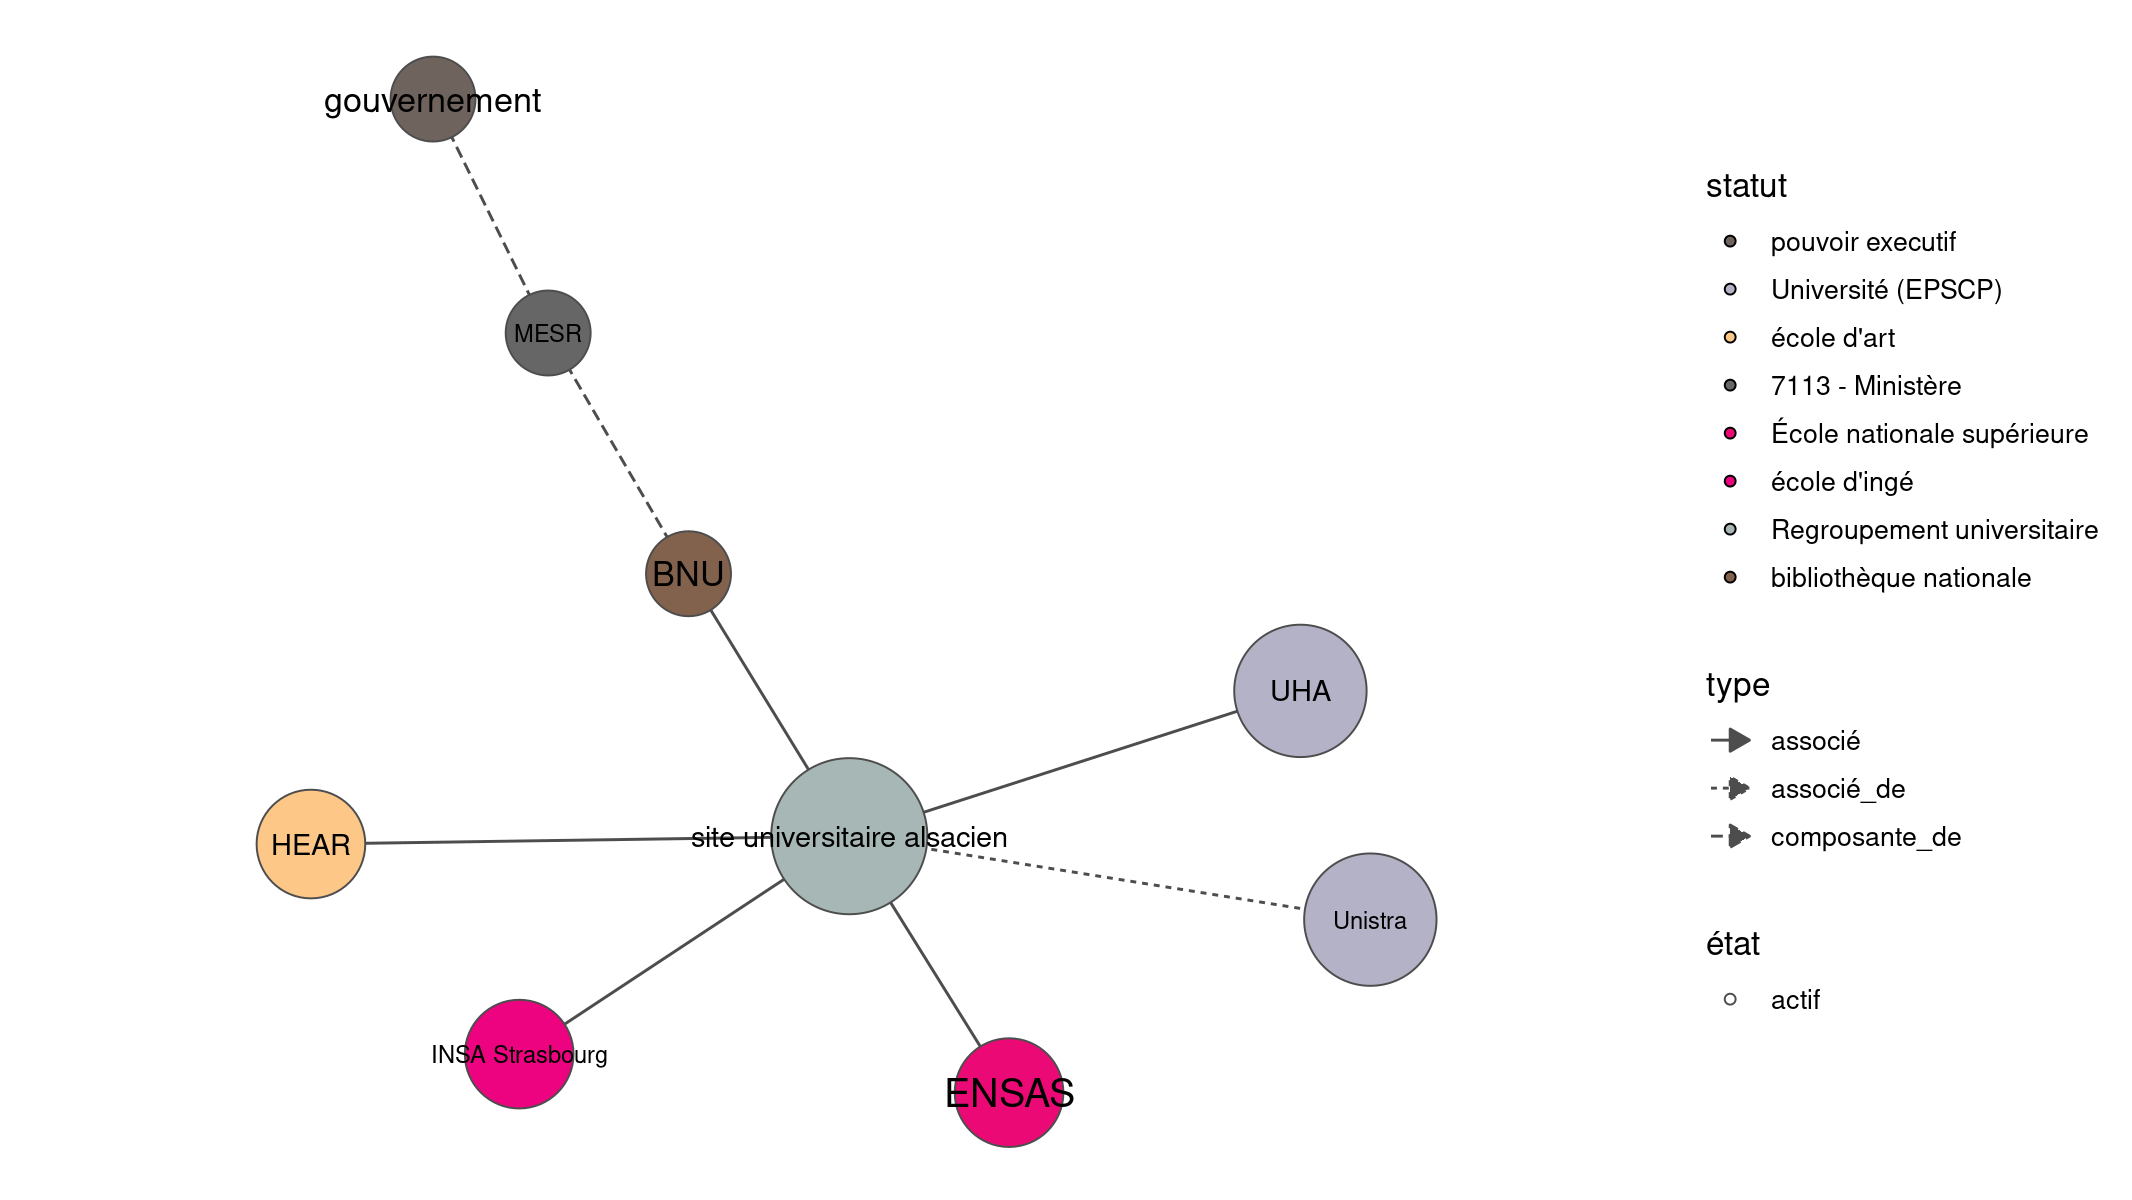 gouvernement
MESR
BNU
UHA
site universitaire alsacien
HEAR
Unistra
INSA Strasbourg
ENSAS
statut
pouvoir executif
Université (EPSCP)
école d'art
7113 - Ministère
École nationale supérieure
école d'ingé
Regroupement universitaire
bibliothèque nationale
type
associé
associé_de
composante_de
état
actif